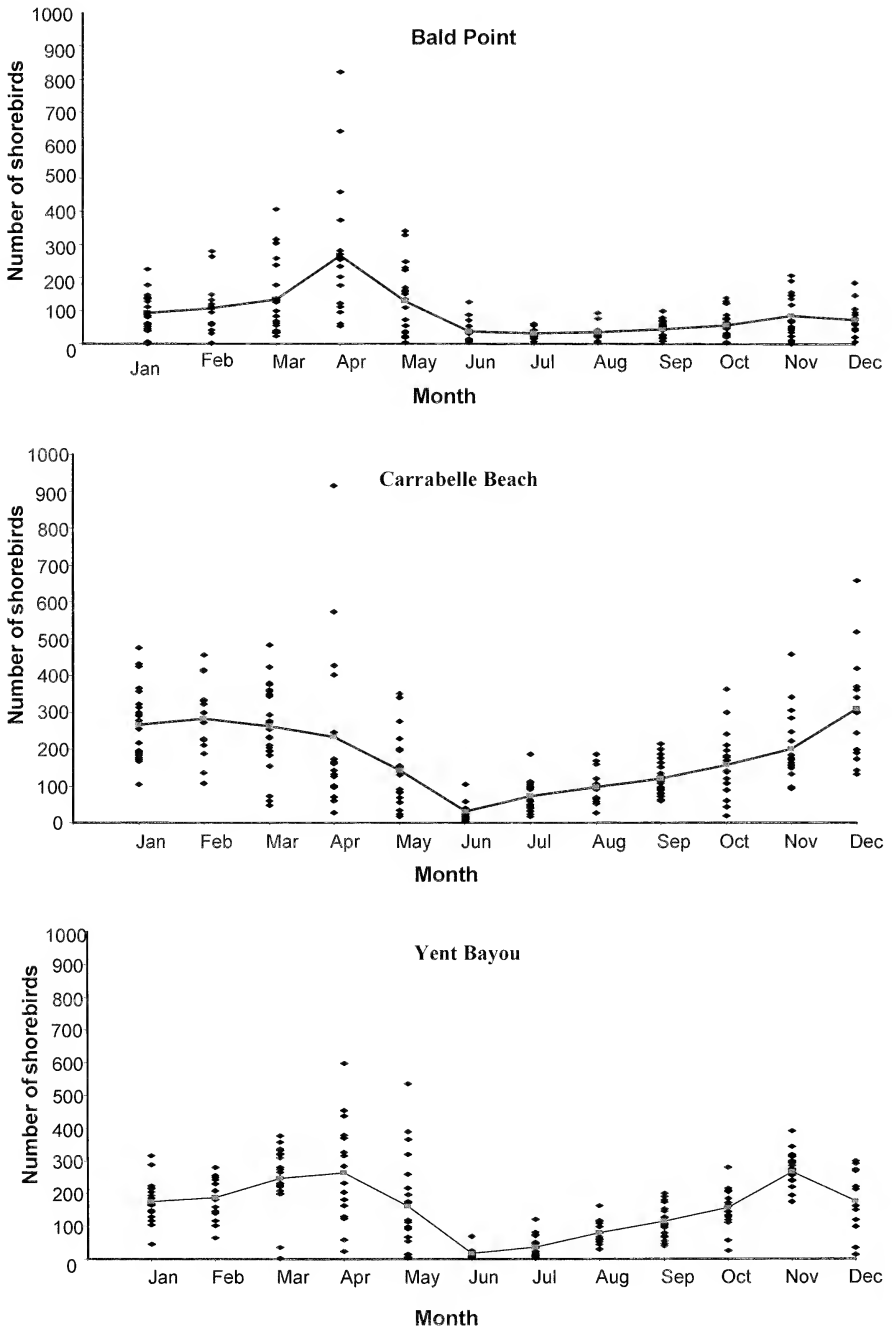 Bald Point
Number of shorebirds
1000
900
800
700
600
500
400
300
200
100
0
Jan Feb Mar Apr May Jun Jul Aug Sep Oct Nov Dec
Month
Carrabelle Beach
Number of shorebirds
1000
900
800
700
600
500
400
300
200
100
0
Jan Feb Mar Apr May Jun Jul Aug Sep Oct Nov Dec
Month
Yent Bayou
Number of shorebirds
1000
900
800
700
600
500
400
300
200
100
0
Jan Feb Mar Apr May Jun Jul Aug Sep Oct Nov Dec
Month